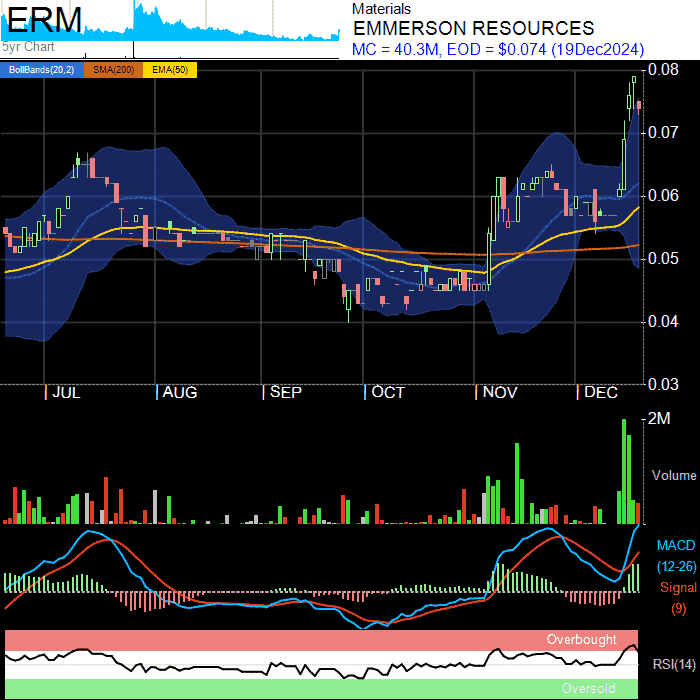 ERM
5yr Chart
Materials
EMMERSON RESOURCES
MC = 40.3M, EOD = $0.074 (19Dec2024)
BollBands(20,2) SMA(200) EMA(50)
0.08
0.07
0.06
0.05
0.04
0.03
JUL AUG SEP OCT NOV DEC
2M
Volume
MACD
(12-26)
Signal
(9)
Overbought
RSI(14)
Oversold